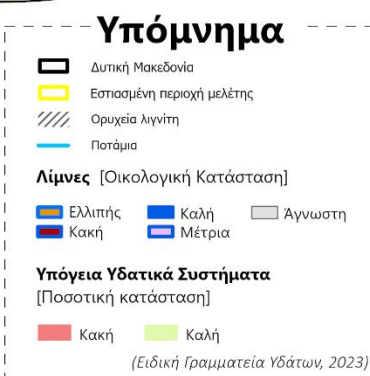 Υπόμνημα
Δυτική Μακεδονία
Εστιασμένη περιοχή μελέτης
Ορυχεία λιγνίτη
Ποτάμια
Λίμνες [Οικολογική Κατάσταση]
Ελλιπής Καλή Άγνωστη
Κακή Μέτρια
Υπόγεια Υδατικά Συστήματα
[Ποσοτική κατάσταση]
Κακή Καλή
(Ειδική Γραμματεία Υδάτων, 2023)